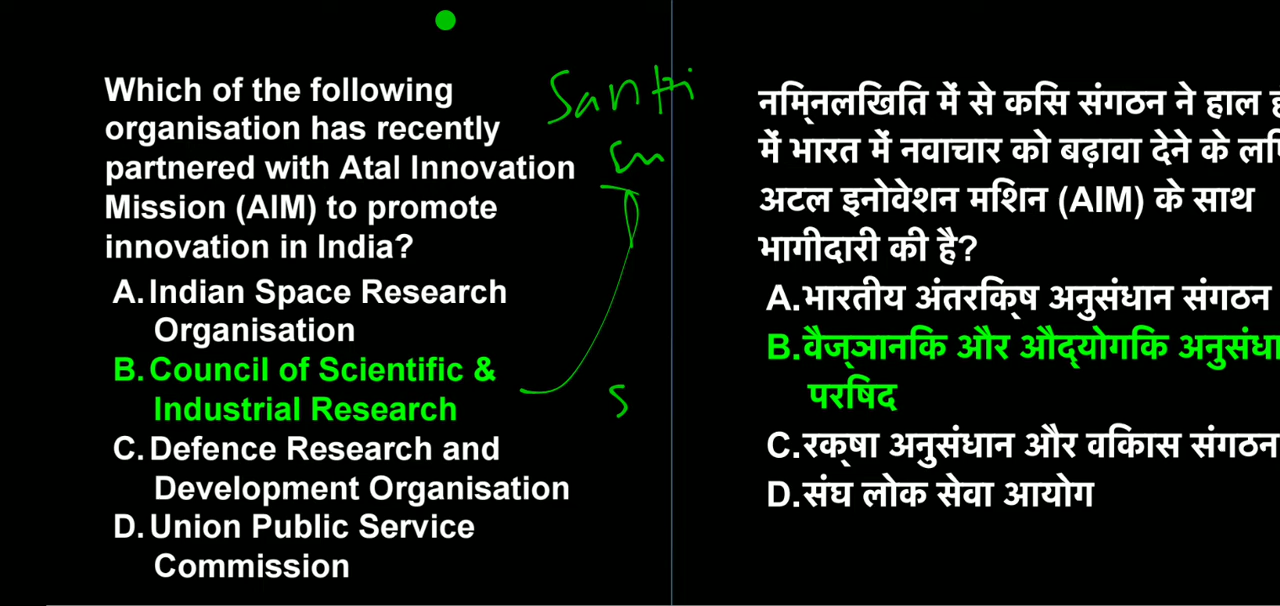 Which of the following
organisation has recently
partnered with Atal Innovation
Mission (AIM) to promote
innovation in India?
A. Indian Space Research
Organisation
B. Council of Scientific &
Industrial Research
S
C. Defence Research and
Development Organisation
D. Union Public Service
Commission
नमि्नलखिति में से कसि संगठन ने हाल
में भारत में नवाचार को बढ़ावा देने के
अटल इनोवेशन मशिन (AIM) के साथ
भागीदारी की है?
A. भारतीय अंतरकि्ष अनुसंधान संगठन
B. वैज्ञानकि और औद्योगकि अनुसंधा
परषिद
C. रक्षा अनुसंधान और वकिास संगठन
D. संघ लोक सेवा आयोग